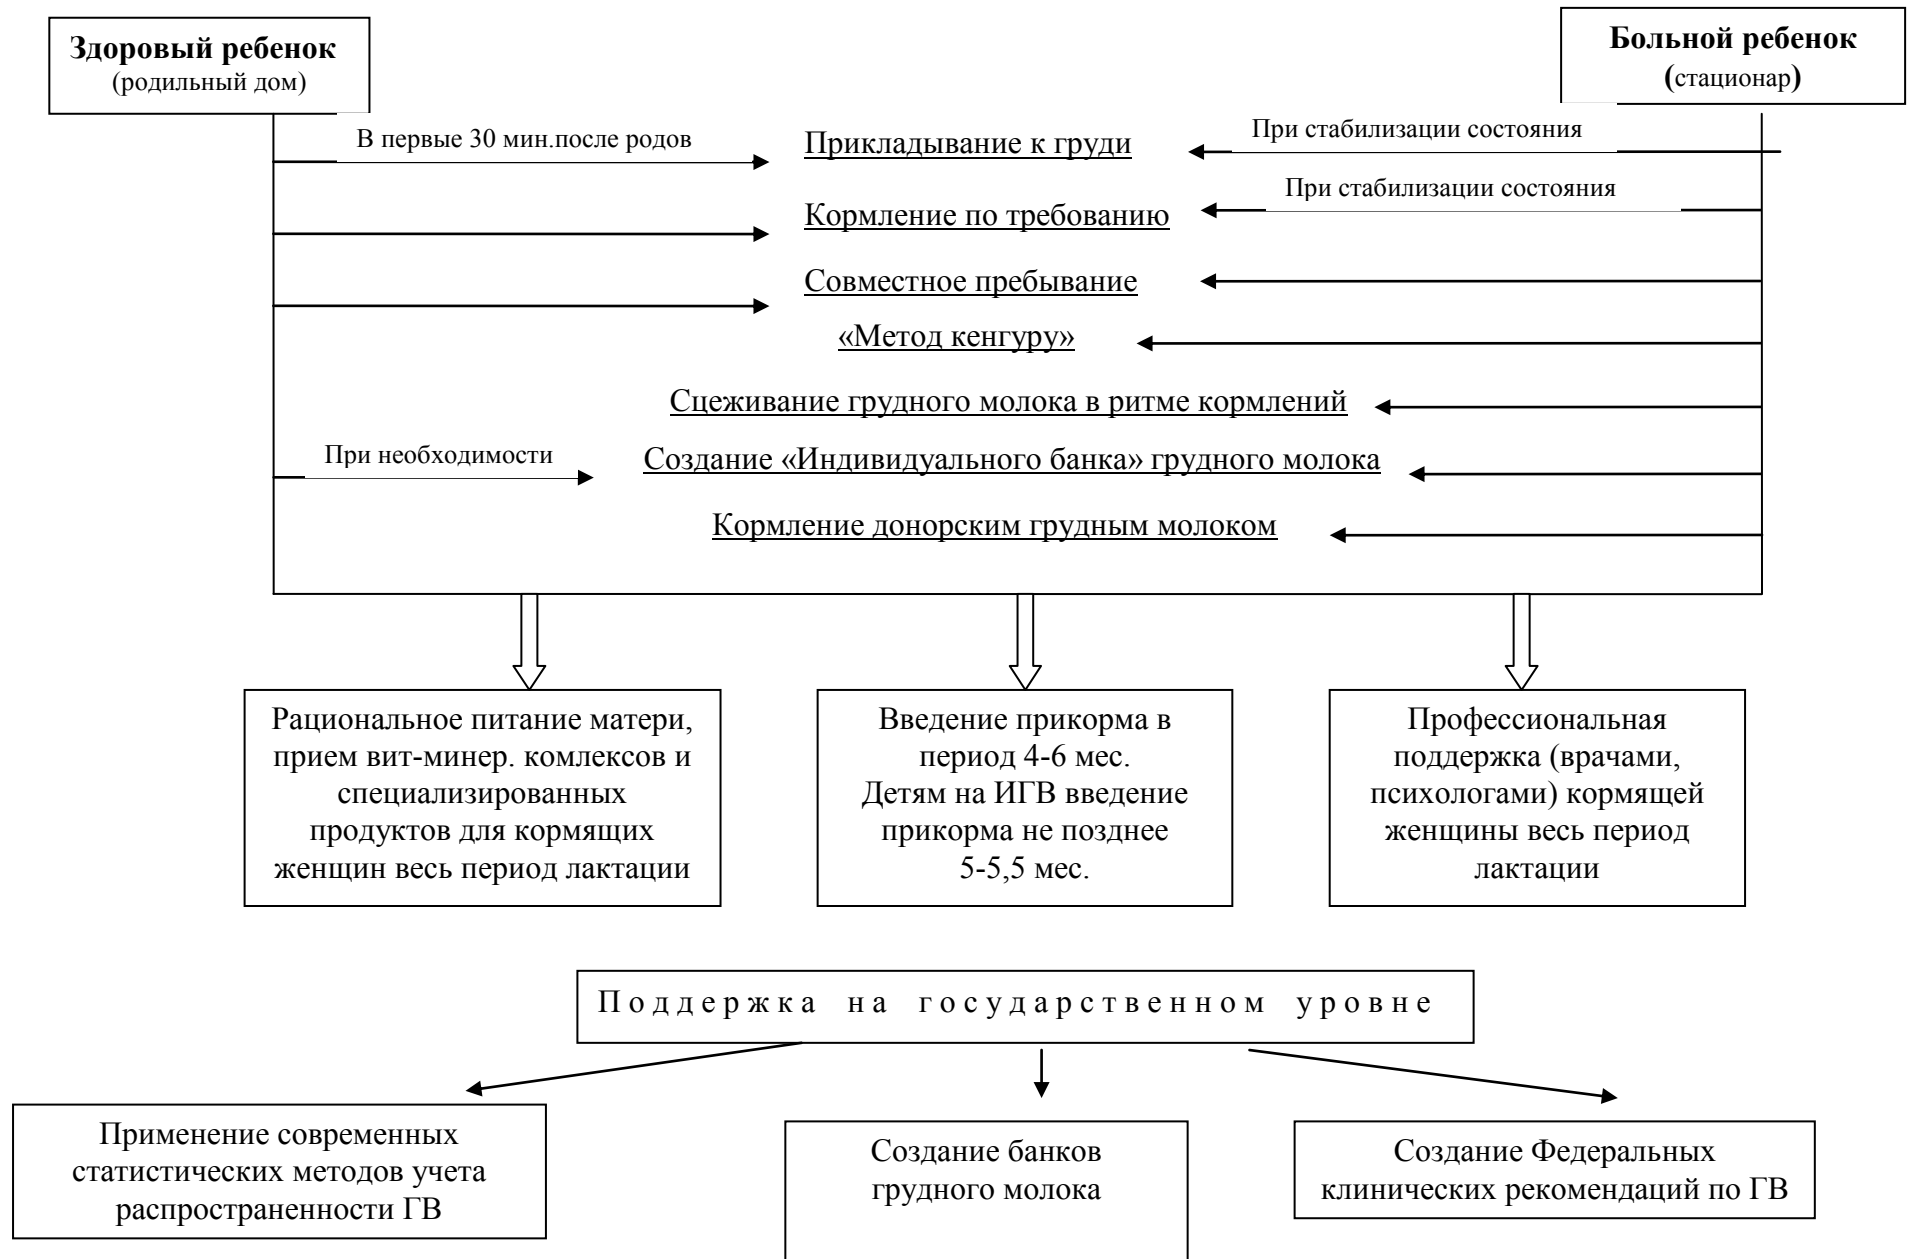 Здоровый ребенок
(родильный дом)
Больной ребенок
(стационар)
В первые 30 мин.после родов
Прикладывание к груди
При стабилизации состояния
Кормление по требованию
При стабилизации состояния
Совместное пребывание
«Метод кенгуру»
Сцеживание грудного молока в ритме кормлений
При необходимости
Создание «Индивидуального банка» грудного молока
Кормление донорским грудным молоком
Рациональное питание матери,
прием вит-минер. комлексов и
специализированных
продуктов для кормящих
женщин весь период лактации
Введение прикорма в
период 4-6 мес.
Детям на ИГВ введение
прикорма не позднее
5-5,5 мес.
Профессиональная
поддержка (врачами,
психологами) кормящей
женщины весь период
лактации
Поддержка на государственном уровне
Применение современных
статистических методов учета
распространенности ГВ
Создание банков
грудного молока
Создание Федеральных
клинических рекомендаций по ГВ